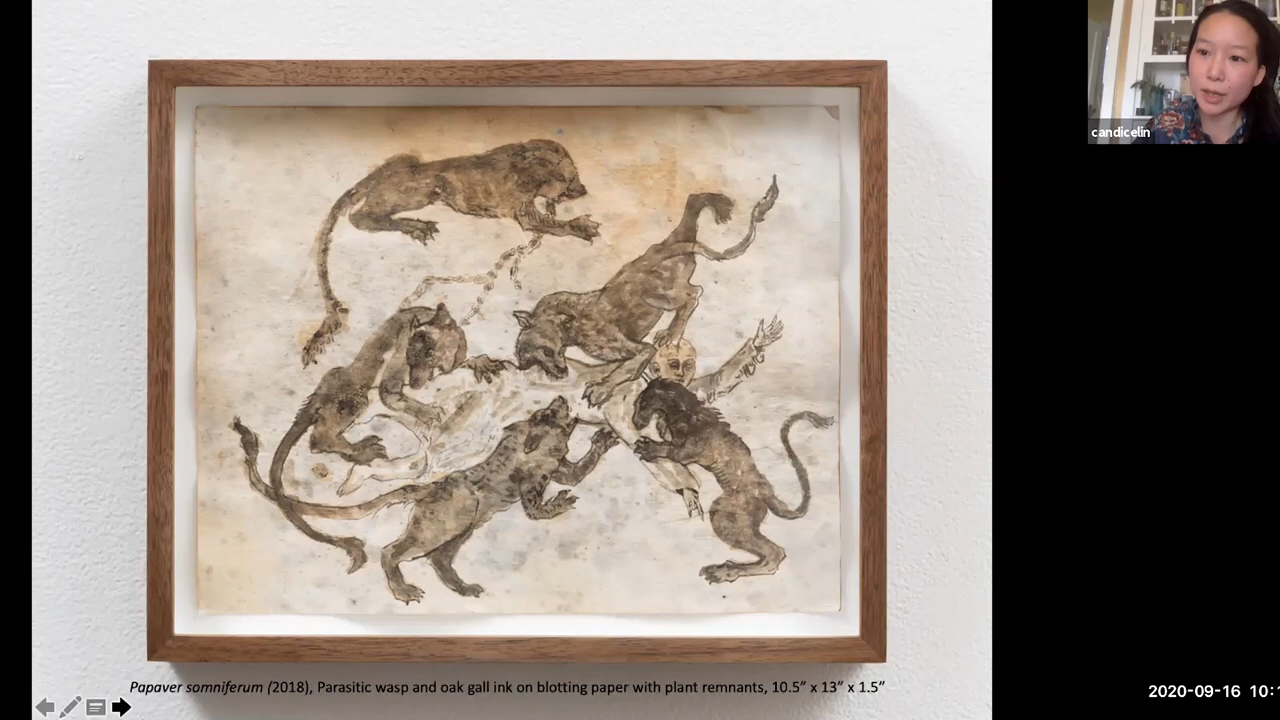 candicelin
Papaver somniferum (2018), Parasitic wasp and oak gall ink on blotting paper with plant remnants, 10.5” x 13” x 1.5”
2020-09-16 10: